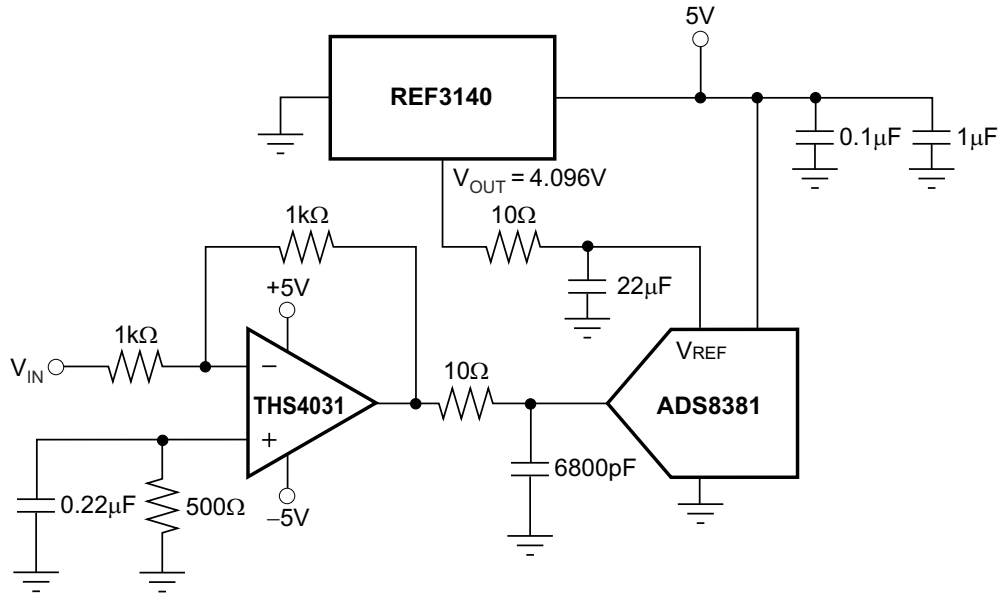 5V
REF3140
0.1µF
1µF
VOUT = 4.096V
1kΩ
10Ω
+5V
22µF
1kΩ
VIN
VREF
−
10Ω
THS4031
ADS8381
+
6800pF
0.22µF
500Ω
−5V